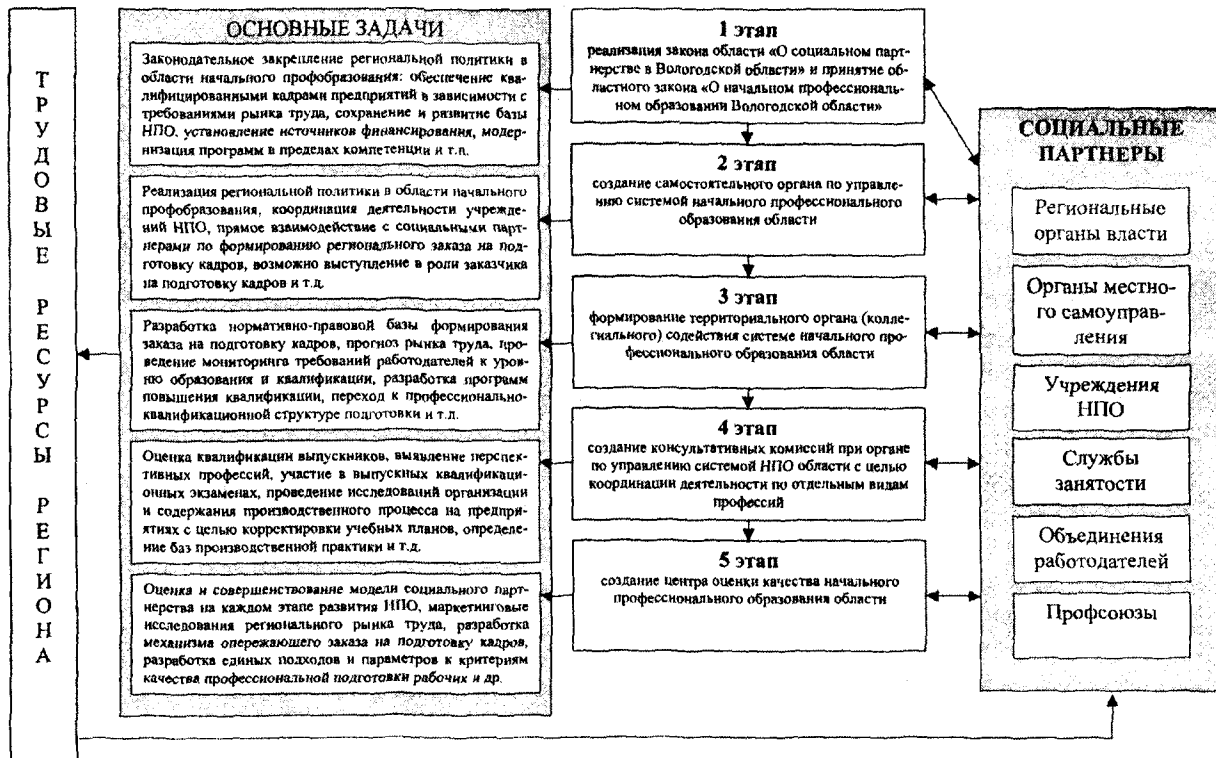 ТРУДОВЫЕ РЕСУРСЫ РЕГИОНА
ОСНОВНЫЕ ЗАДАЧИ
Законодательное закрепление региональной политики в
области начального профобразования: обеспечение ква-
лифицированными кадрами предприятий в зависимости с
требованиями рынка труда, сохранение и развитие базы
НПО, установление источников финансирования, модер-
низация программ в пределах компетенции и т.п.
Реализация региональной политики в области начального
профобразования, координация деятельности учрежде-
ний НПО, прямое взаимодействие с социальными парт-
нерами по формированию регионального заказа на под-
готовку кадров, возможно выступление в роли заказчика
на подготовку кадров и т.д.
Разработка нормативно-правовой базы формирования
заказа на подготовку кадров, прогноз рынка труда, про-
ведение мониторинга требований работодателей к уров-
ню образования и квалификации, разработка программ
повышения квалификации, переход к профессионально-
квалификационной структуре подготовки и т.п.
Оценка квалификации выпускников, выявление перспек-
тивных профессий, участие в выпускных квалификаци-
онных экзаменах, проведение исследований организации
и содержания производственного процесса на предпри-
ятиях с целью корректировки учебных планов, определе-
ние баз производственной практики и т.д.
Оценка и совершенствование модели социального парт-
нерства на каждом этапе развития НПО, маркетинговые
исследования регионального рынка труда, разработка
механизма опережающего заказа на подготовку кадров,
разработка единых подходов и параметров к критериям
качества профессиональной подготовки рабочих и др.
1 этап
реализация закона области «О социальном парт-
нерстве в Вологодской области» и принятие об-
ластного закона «О начальном профессиональ-
ном образовании Вологодской области»
2 этап
создание самостоятельного органа по управле-
нию системой начального профессионального
образования области
3 этап
формирование территориального органа (колле-
гиального) содействия системе начального про-
фессионального образования области
4 этап
создание консультативных комиссий при органе
по управлению системой НПО области с целью
координации деятельности по отдельным видам
профессий
5 этап
создание центра оценки качества начального
профессионального образования области
СОЦИАЛЬНЫЕ
ПАРТНЕРЫ
Региональные
органы власти
Органы местно-
го самоуправ-
ления
Учреждения
НПО
Службы
занятости
Объединения
работодателей
Профсоюзы